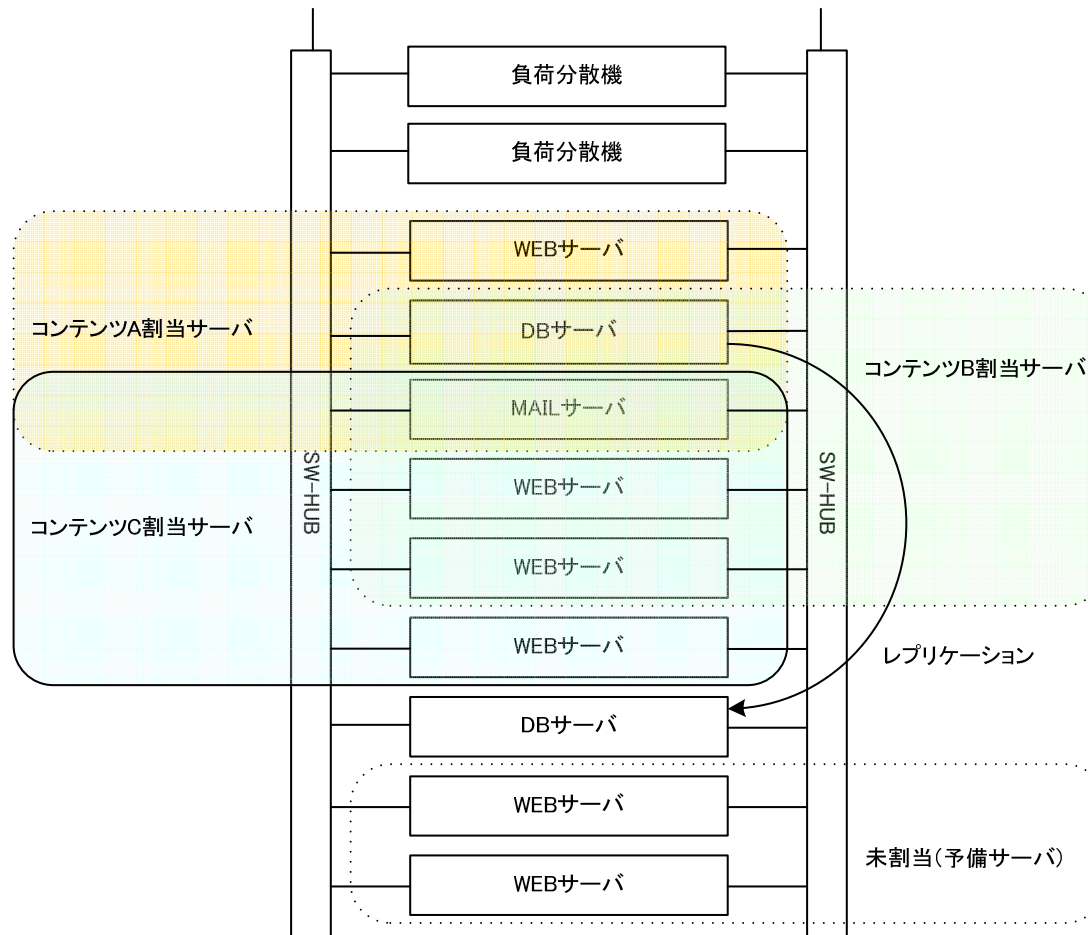 負荷分散機
負荷分散機
WEBサーバ
DBサーバ
コンテンツA割当サーバ
コンテンツB割当サーバ
MAILサーバ
SW-HUB
SW-HUB
WEBサーバ
コンテンツC割当サーバ
WEBサーバ
WEBサーバ
レプリケーション
DBサーバ
WEBサーバ
未割当(予備サーバ)
WEBサーバ